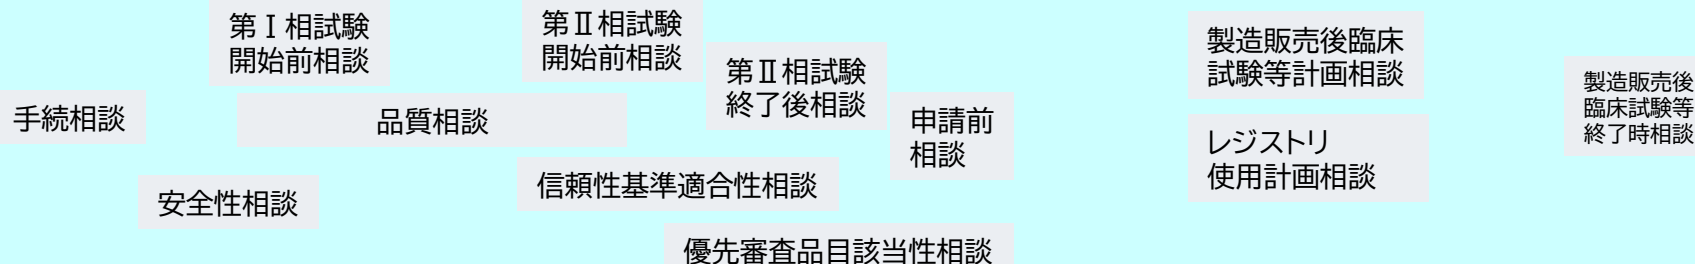 第Ⅰ相試験
開始前相談
第Ⅱ相試験
開始前相談
製造販売後臨床
試験等計画相談
第Ⅱ相試験
終了後相談
製造販売後
臨床試験等
終了時相談
手続相談
品質相談
申請前
相談
レジストリ
使用計画相談
信頼性基準適合性相談
安全性相談
優先審査品目該当性相談